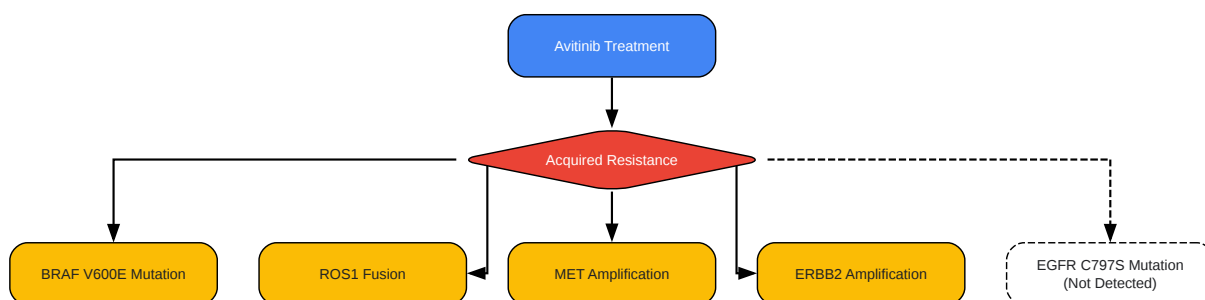 Avitinib Treatment
Acquired Resistance
BRAF V600E Mutation
ROS1 Fusion
MET Amplification
ERBB2 Amplification
EGFR C797S Mutation
(Not Detected)